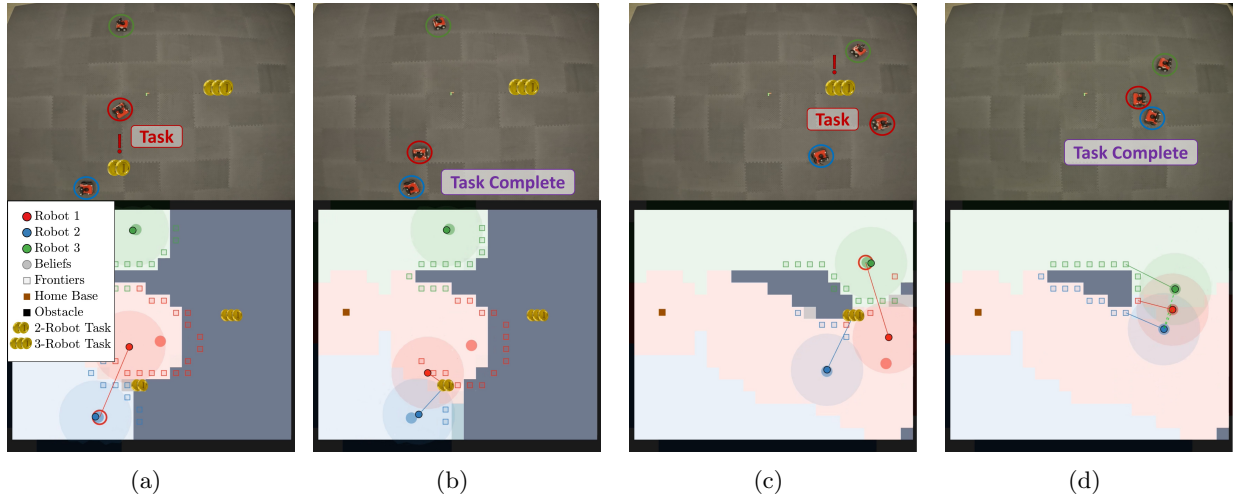 Task
Task Complete
Task
Task Complete
Robot 1
Robot 2
Robot 3
Beliefs
Frontiers
Home Base
Obstacle
2-Robot Task
3-Robot Task
(a)
(b)
(c)
(d)